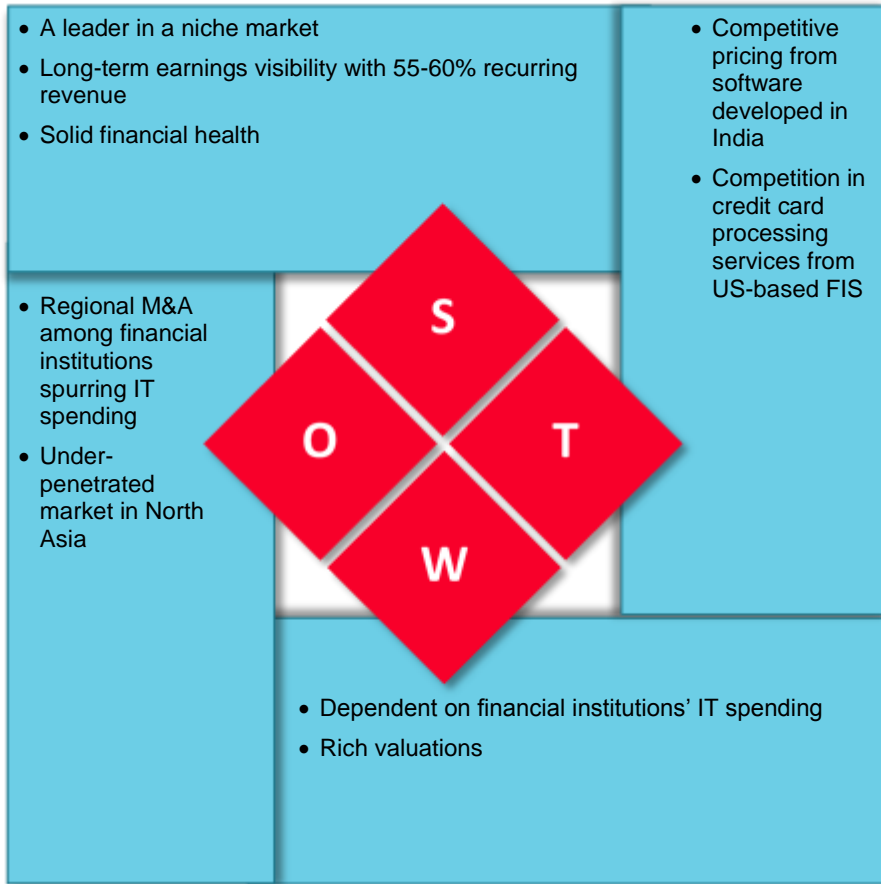 • A leader in a niche market
• Long-term earnings visibility with 55-60% recurring
revenue
• Solid financial health
• Competitive
pricing from
software
developed in
India
• Competition in
credit card
processing
services from
US-based FIS
• Regional M&A
among financial
institutions
spurring IT
spending
• Under-
penetrated
market in North
Asia
S
O
T
W
• Dependent on financial institutions’ IT spending
• Rich valuations